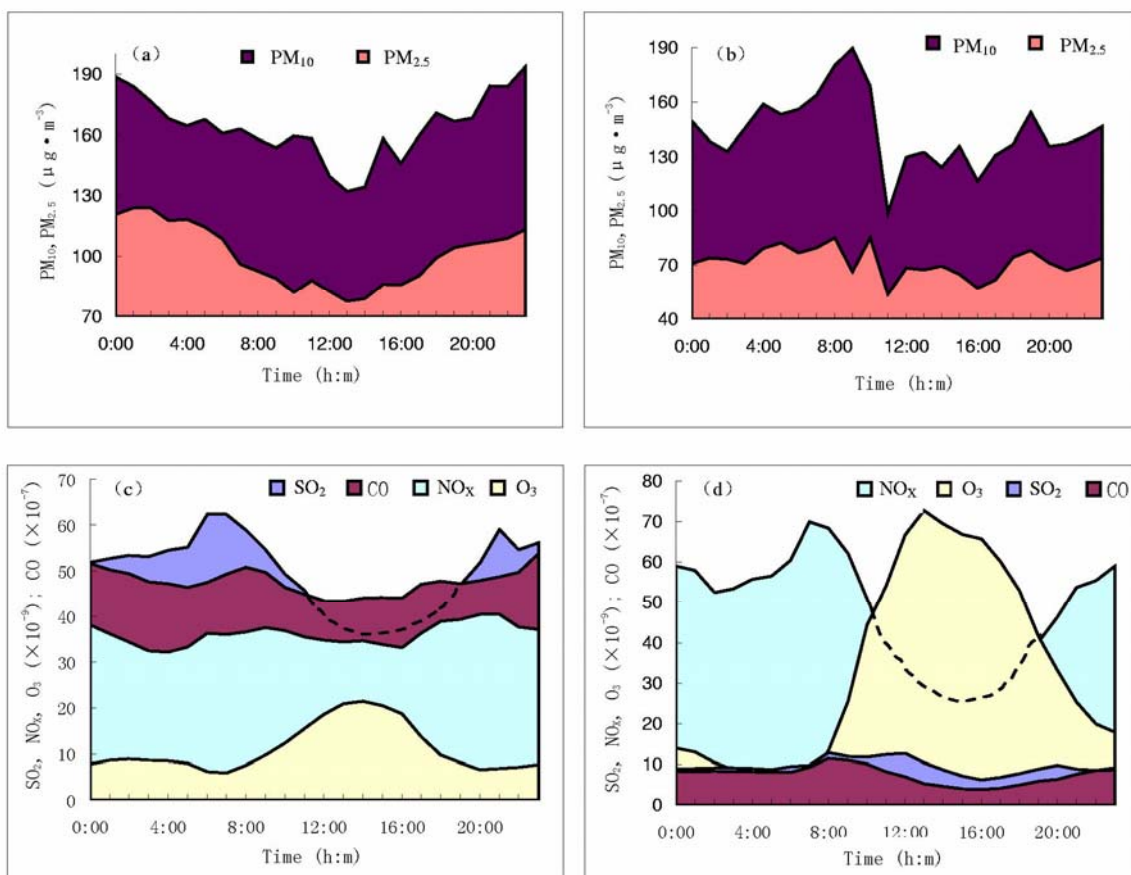 (a) PM₁₀ PM₂.₅
PM₁₀, PM₂.₅ (μg•m⁻³)
190
160
130
100
70
0:00 4:00 8:00 12:00 16:00 20:00
Time (h:m)
(b) PM₁₀ PM₂.₅
PM₁₀, PM₂.₅ (μg•m⁻³)
190
160
130
100
70
40
0:00 4:00 8:00 12:00 16:00 20:00
Time (h:m)
(c) SO₂ CO NOₓ O₃
SO₂, NOₓ, O₃ (×10⁻⁹); CO (×10⁻⁷)
70
60
50
40
30
20
10
0
0:00 4:00 8:00 12:00 16:00 20:00
Time (h:m)
(d) NOₓ O₃ SO₂ CO
SO₂, NOₓ, O₃ (×10⁻⁹); CO (×10⁻⁷)
80
70
60
50
40
30
20
10
0
0:00 4:00 8:00 12:00 16:00 20:00
Time (h:m)